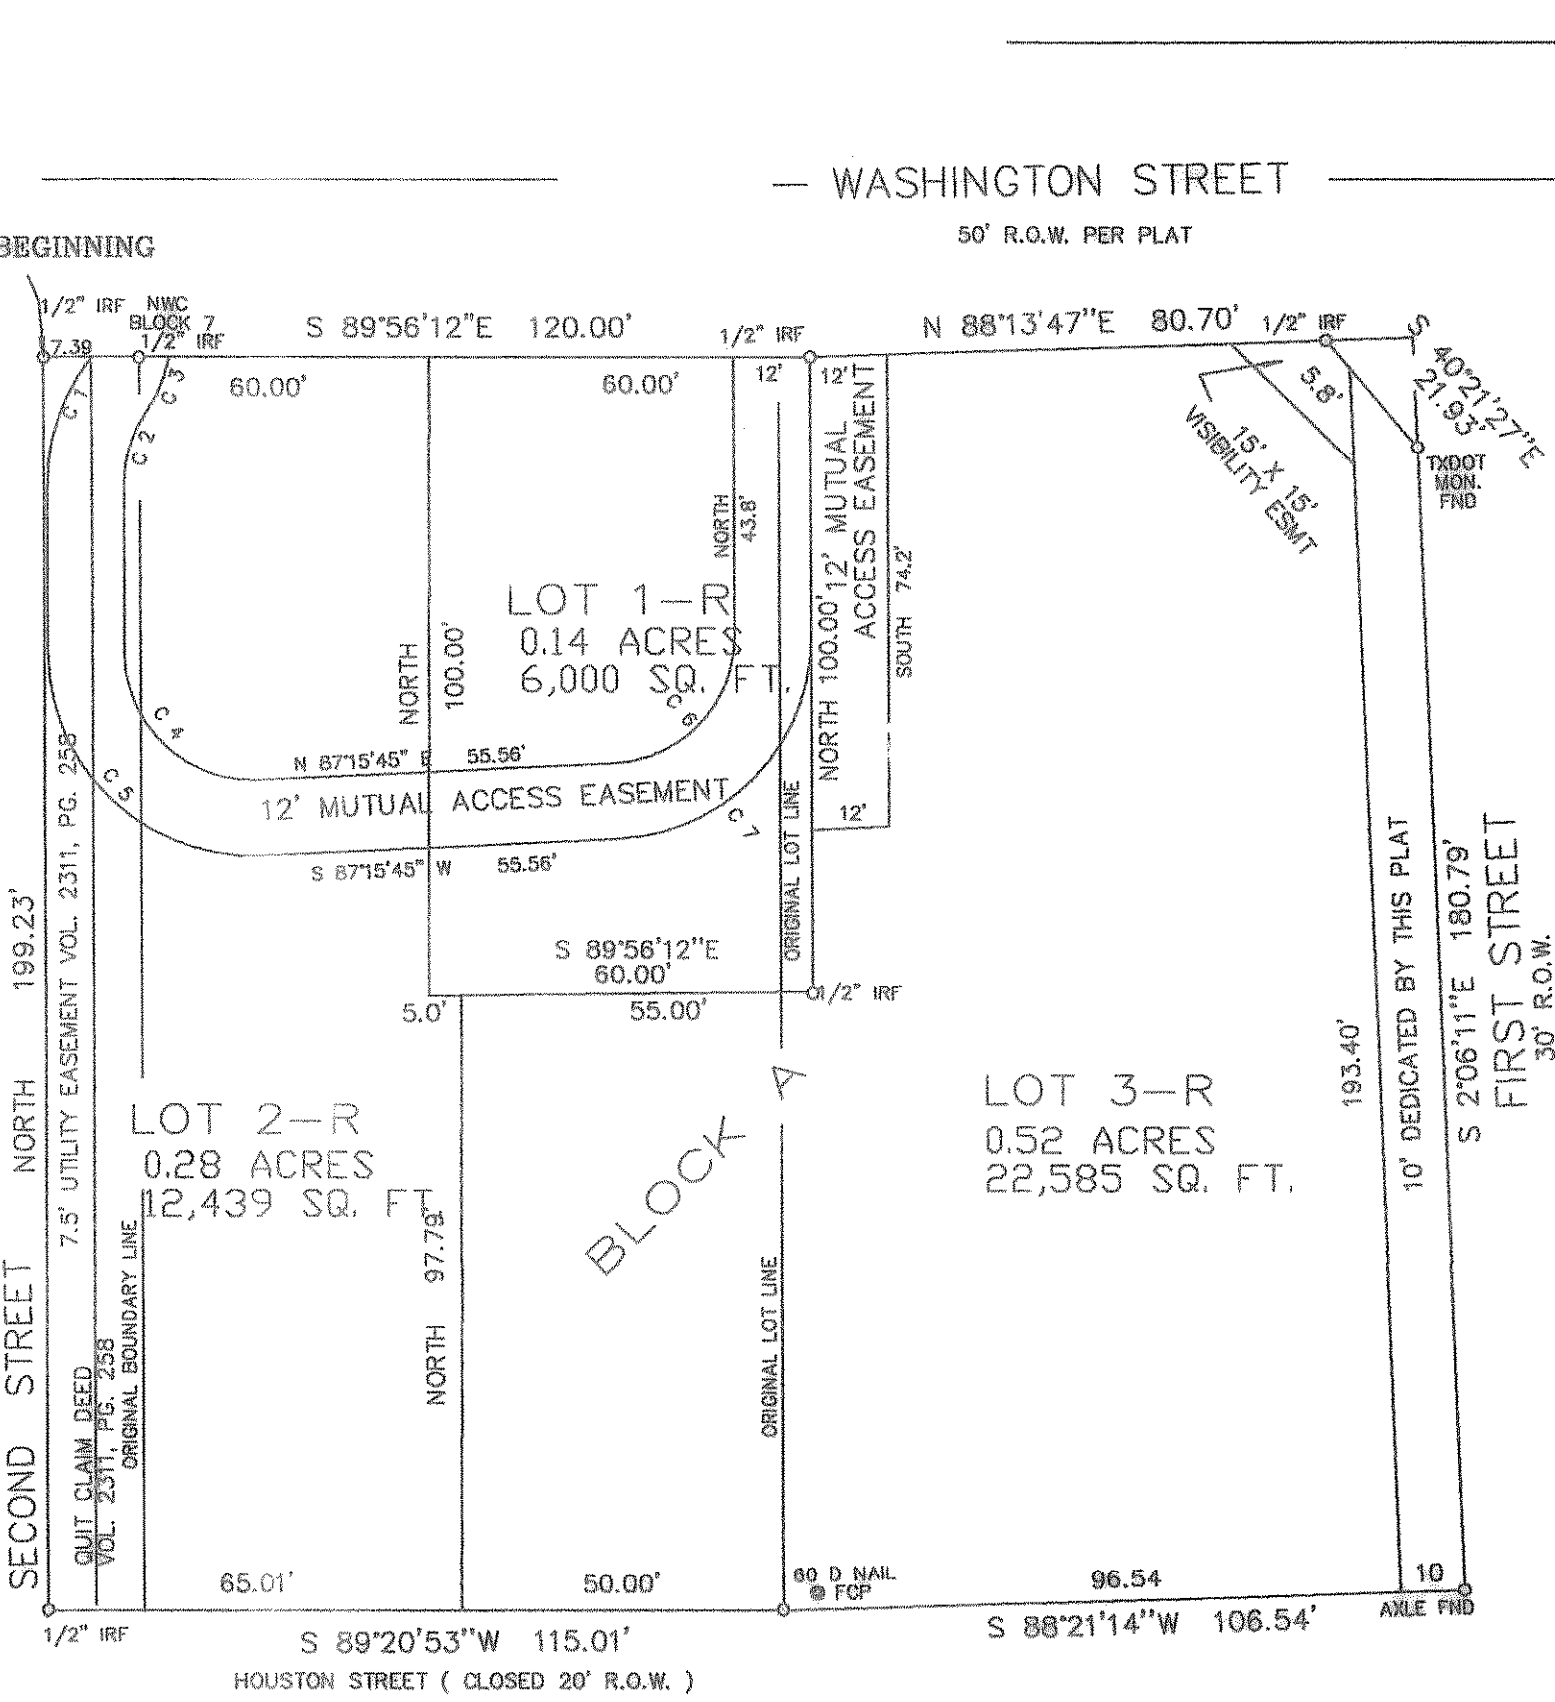 WASHINGTON STREET
50' R.O.W. PER PLAT
BEGINNING
1/2" IRF
NWC
BLOCK 7
1/2" IRF
S 89°56'12"E 120.00'
1/2" IRF
N 88°13'47"E 80.70'
1/2" IRF
S 40°21'27"E
21.93'
7.39
60.00'
60.00'
12'
12'
5.8'
15' X 15'
VISIBILITY ESMT
TXDOT
MON.
FND
C 1
C 2
C 3
NORTH
43.8'
12' MUTUAL
ACCESS EASEMENT
NORTH 100.00'
SOUTH 74.2'
LOT 1-R
0.14 ACRES
6,000 SQ. FT.
NORTH
100.00'
C 4
C 5
C 6
C 7
N 87°15'45" E 55.56'
12' MUTUAL ACCESS EASEMENT
S 87°15'45" W 55.56'
12'
ORIGINAL LOT LINE
S 89°56'12"E
60.00'
1/2" IRF
5.0'
55.00'
NORTH 199.23'
7.5' UTILITY EASEMENT VOL. 2311, PG. 258
LOT 2-R
0.28 ACRES
12,439 SQ. FT.
BLOCK A
LOT 3-R
0.52 ACRES
22,585 SQ. FT.
193.40'
10' DEDICATED BY THIS PLAT
S 2°06'11"E 180.79'
FIRST STREET
30' R.O.W.
SECOND STREET
QUIT CLAIM DEED
VOL. 2311, PG. 258
ORIGINAL BOUNDARY LINE
NORTH 97.79'
ORIGINAL LOT LINE
65.01'
50.00'
60 D NAIL
FCP
96.54
10
AXLE FND
1/2" IRF
S 89°20'53"W 115.01'
S 88°21'14"W 106.54'
HOUSTON STREET ( CLOSED 20' R.O.W. )